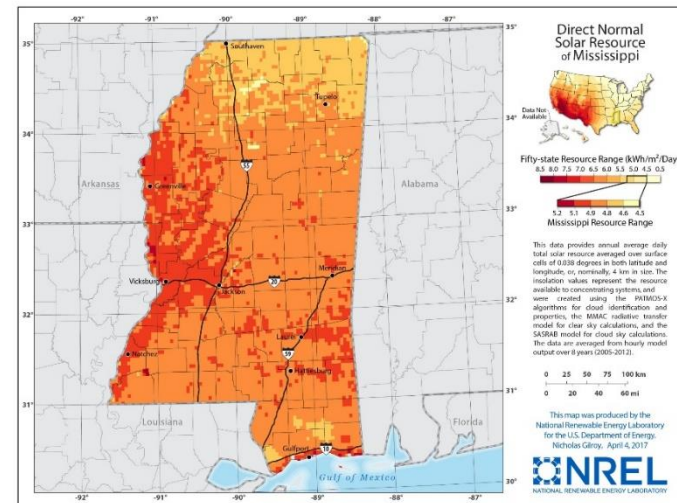 Direct Normal
Solar Resource
of Mississippi
Data Not
Available
Fifty-state Resource Range (kWh/m²/Day)
8.5 8.0 7.5 7.0 6.5 6.0 5.5 5.0 4.5 0.5
5.2 5.1 4.9 4.8 4.6 4.3
Mississippi Resource Range
This data provides annual average daily
total solar resource averaged over surface
cells of 0.038 degrees in both latitude and
longitude, or, nominally, 4 km in size. The
insolation values represent the resource
available to concentrating systems, and
were created using the PATMOS-X
algorithms for cloud identification and
properties, the MMAC radiative transfer
model for clear sky calculations, and the
SASRAB model for cloud sky calculations.
The data are averaged from hourly model
output over 8 years (2005-2012).
0 25 50 75 100 km
0 20 40 60 mi
This map was produced by the
National Renewable Energy Laboratory
for the U.S. Department of Energy.
Nicholas Gilroy, April 4, 2017
NREL
NATIONAL RENEWABLE ENERGY LABORATORY
-91° -90° -89° -88°
35° Southaven 35°
Tupelo
34° 34°
55
Arkansas Greenville Alabama
33° 33°
Vicksburg Jackson 20 Meridian
32° 32°
Laurel
Natchez
59
Hattiesburg
31° 31°
Louisiana Florida
Gulfport 10
Gulf of Mexico
30° 30°
-91° -90° -89° -88°